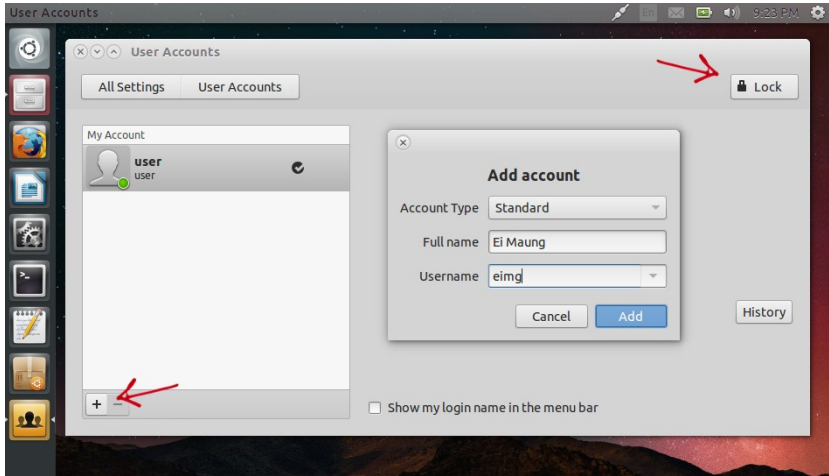 User Accounts
En
9:23 PM
User Accounts
All Settings
User Accounts
Lock
My Account
user
user
Add account
Account Type
Standard
Full name
Ei Maung
Username
eimg
Cancel
Add
History
+
−
Show my login name in the menu bar